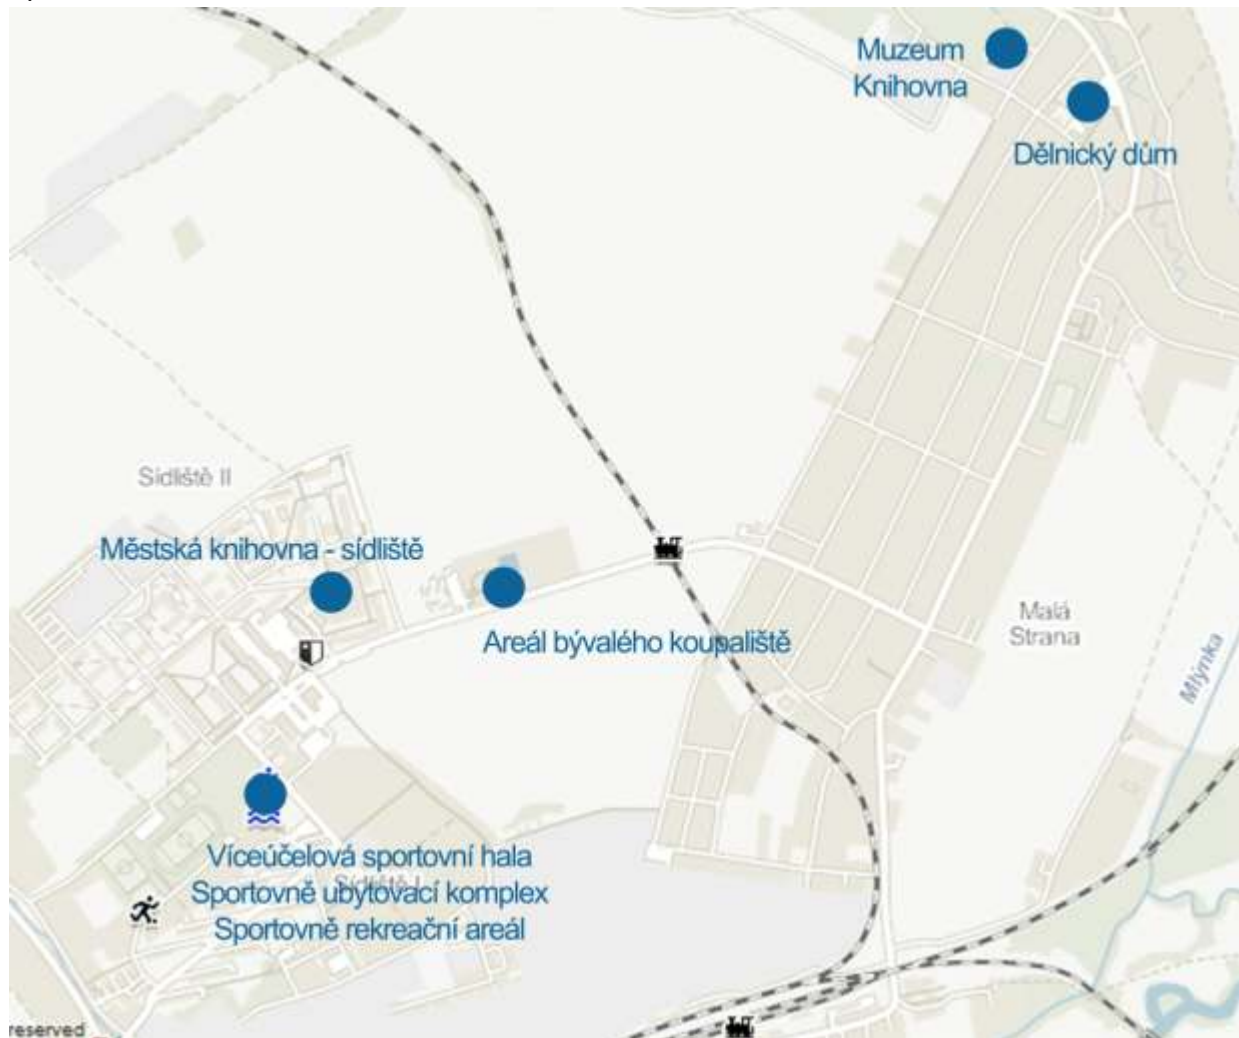 Muzeum
Knihovna
Dělnický dům
Sídliště II
Městská knihovna - sídliště
Areál bývalého koupaliště
Malá
Strana
Mlýnka
Víceúčelová sportovní hala
Sídliště I
Sportovně ubytovací komplex
Sportovně rekreační areál
reserved